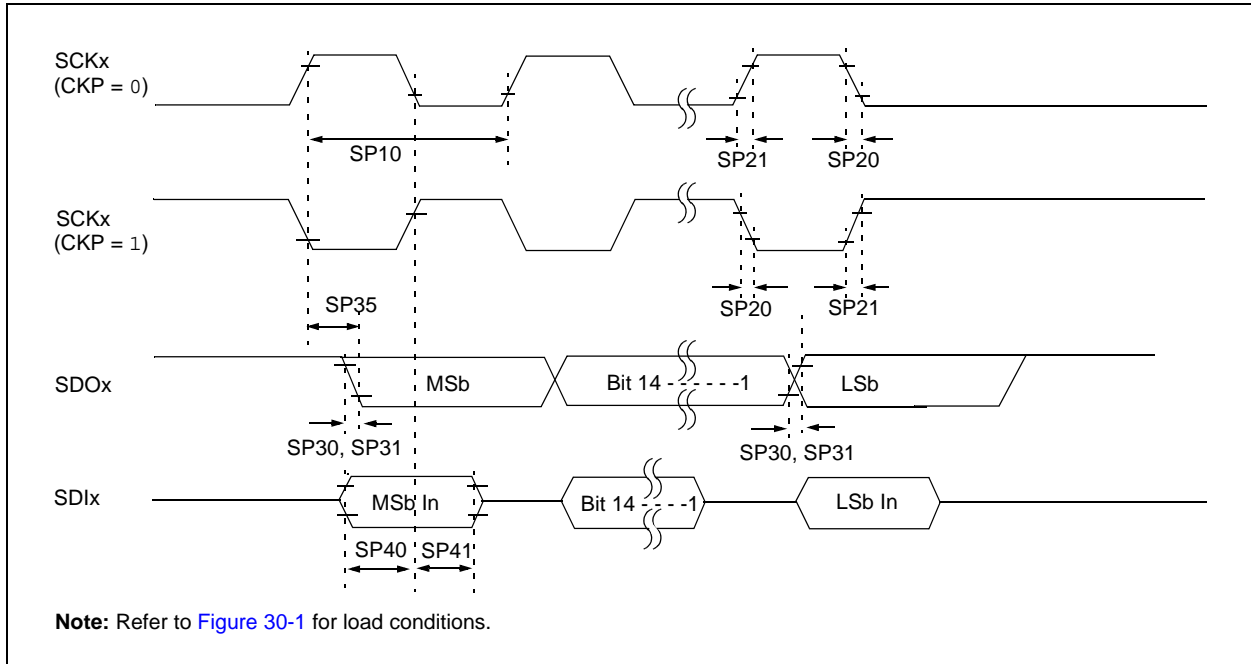 SCKx
(CKP = 0)
SP10
SP21
SP20
SCKx
(CKP = 1)
SP35
SP20
SP21
SDOx
MSb
Bit 14 - - - - - -1
LSb
SP30, SP31
SP30, SP31
SDIx
MSb In
Bit 14 - - - -1
LSb In
SP40
SP41
Note: Refer to Figure 30-1 for load conditions.